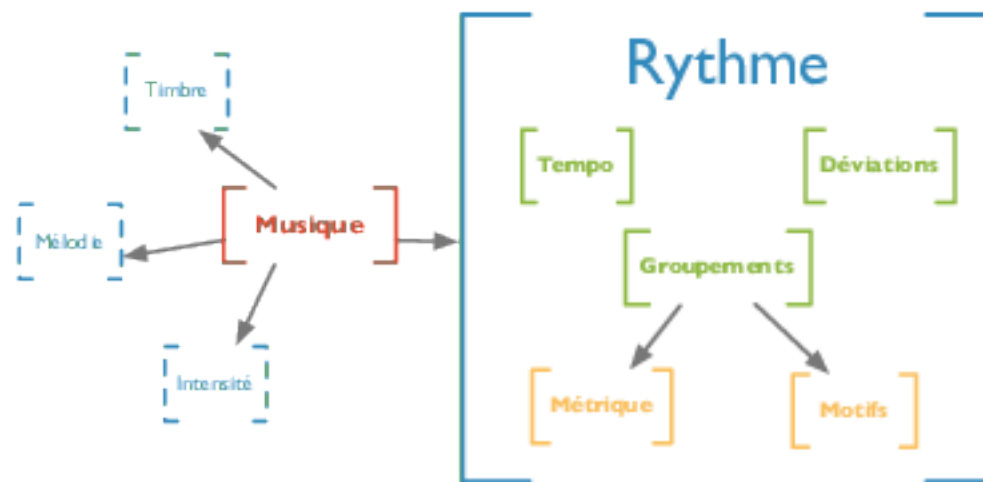 Rythme
Timbre
Tempo
Déviations
Musique
Mélodie
Groupements
Intensité
Métrique
Motifs